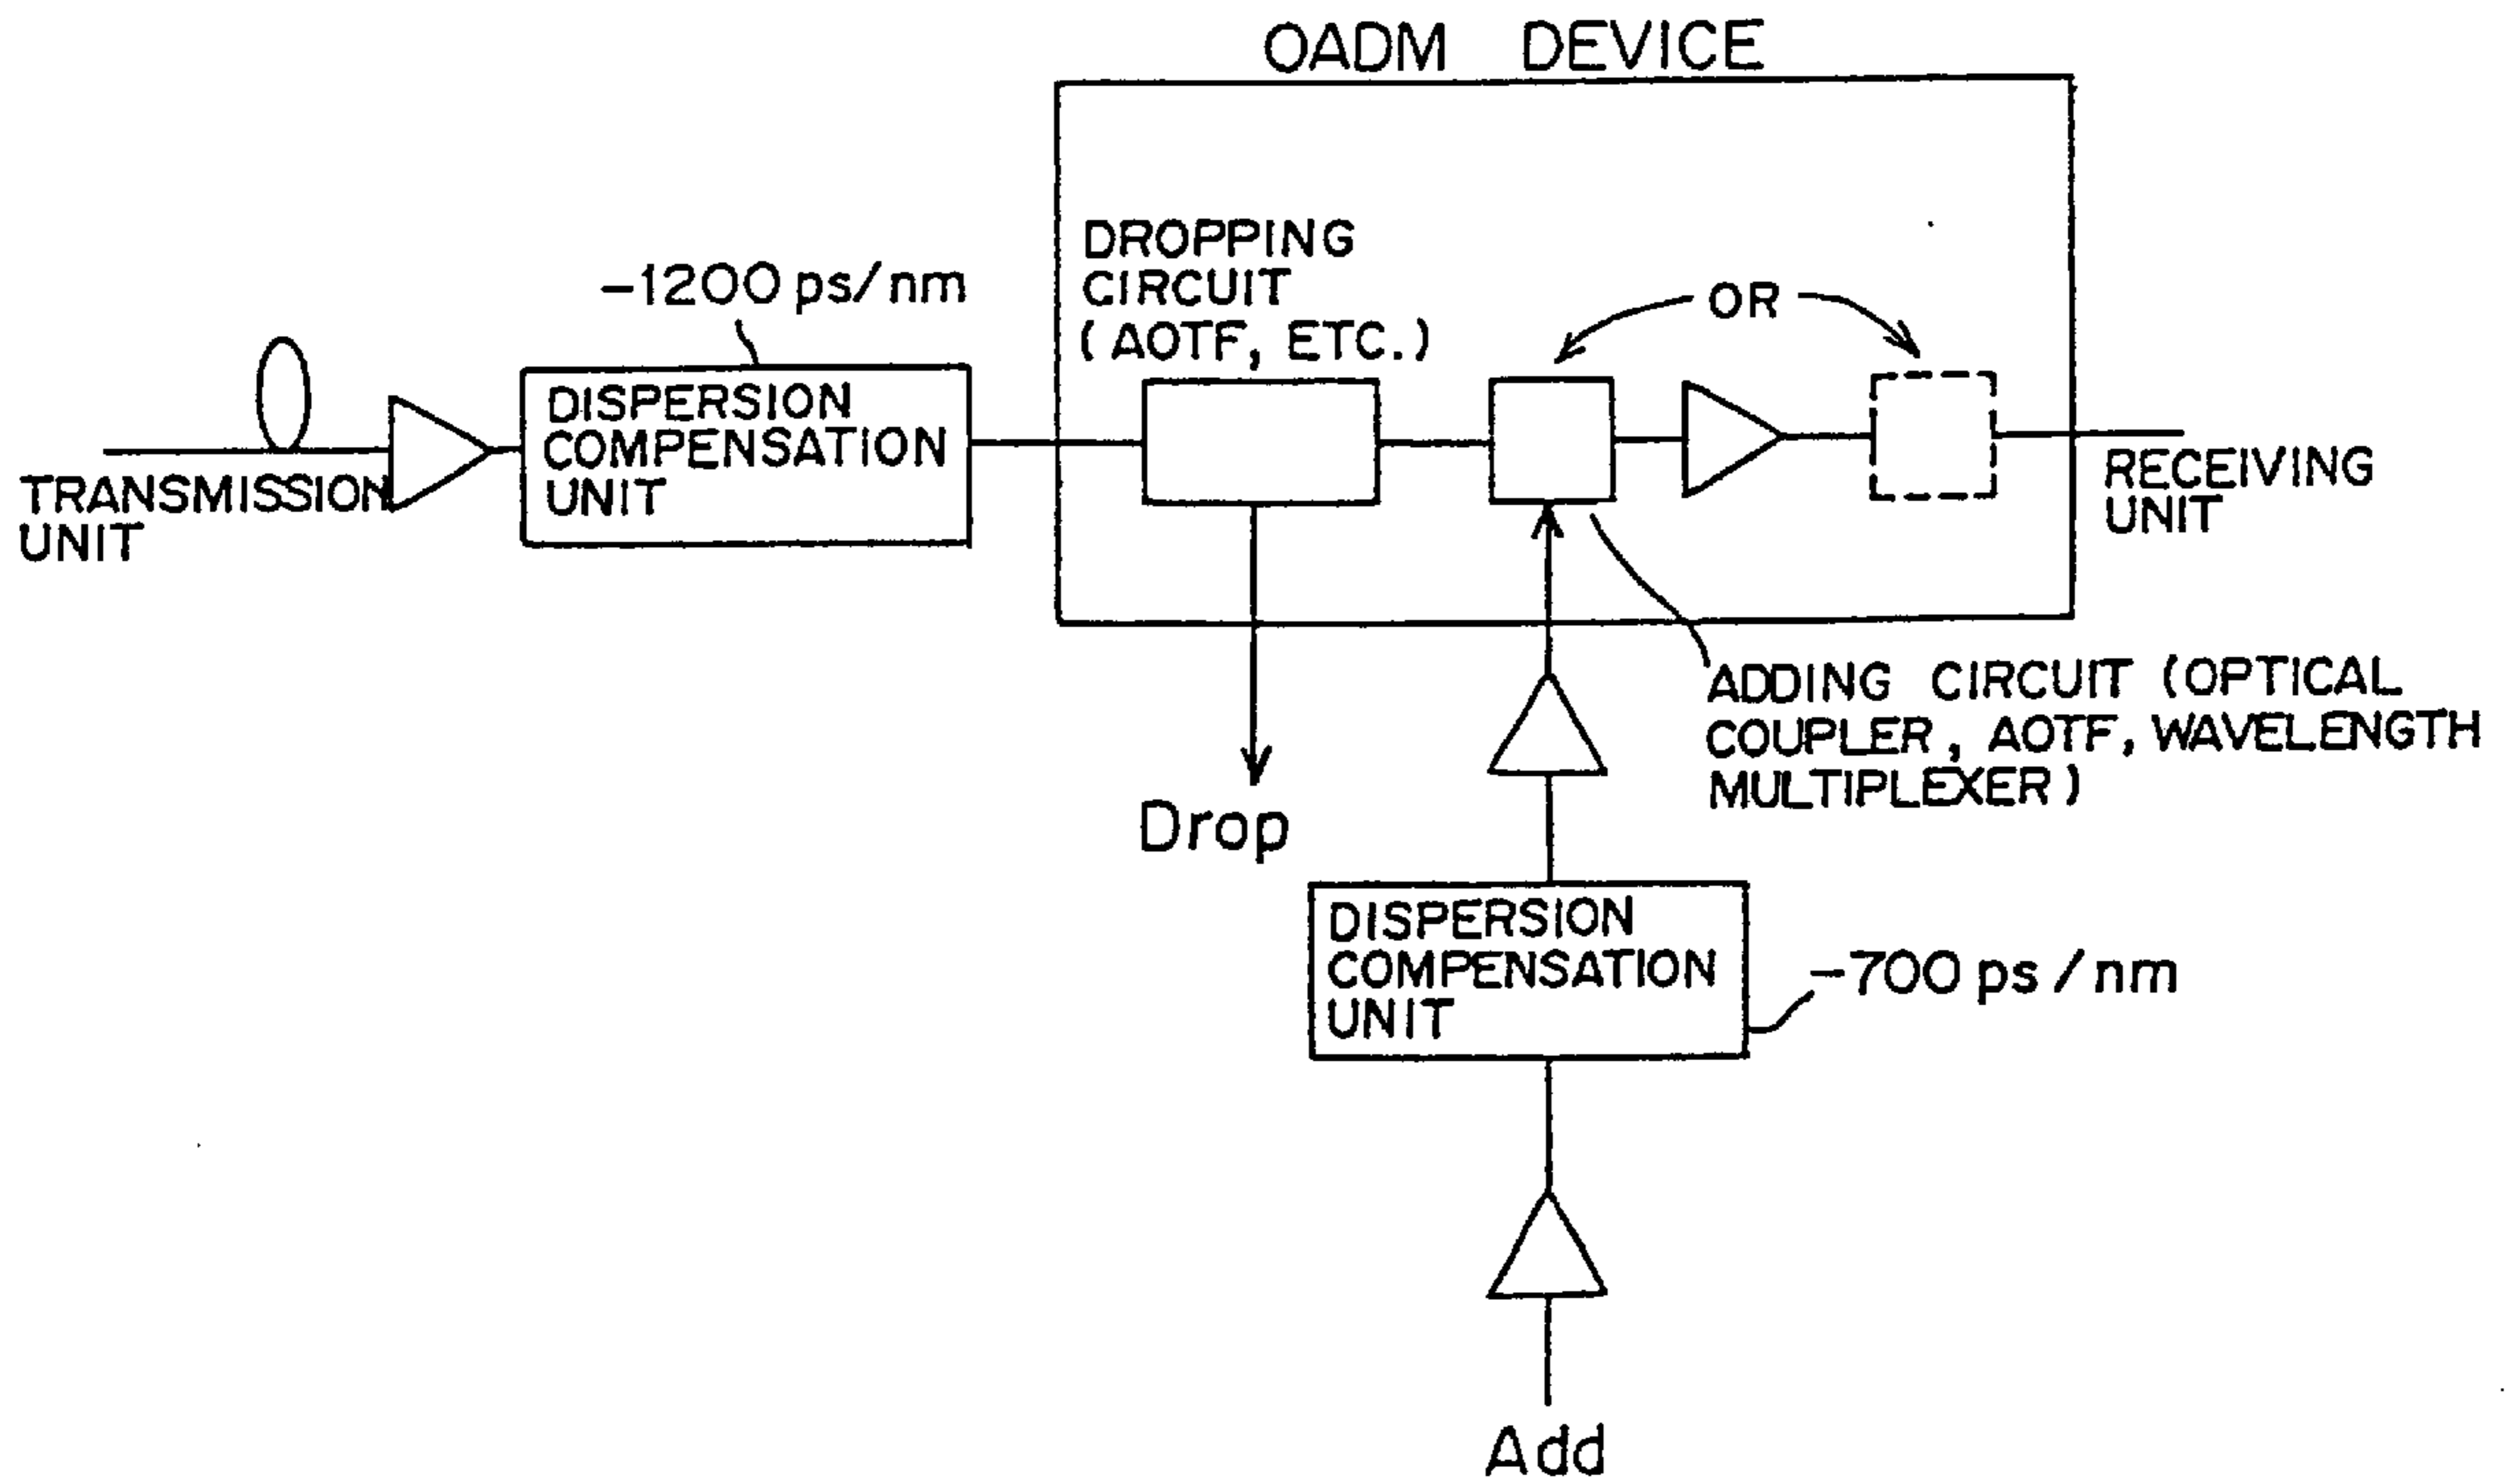 OADM DEVICE
-1200 ps/nm
DROPPING
CIRCUIT
(AOTF, ETC.)
OR
DISPERSION
COMPENSATION
UNIT
TRANSMISSION
UNIT
RECEIVING
UNIT
ADDING CIRCUIT (OPTICAL
COUPLER, AOTF, WAVELENGTH
MULTIPLEXER)
Drop
DISPERSION
COMPENSATION
UNIT
-700 ps/nm
Add